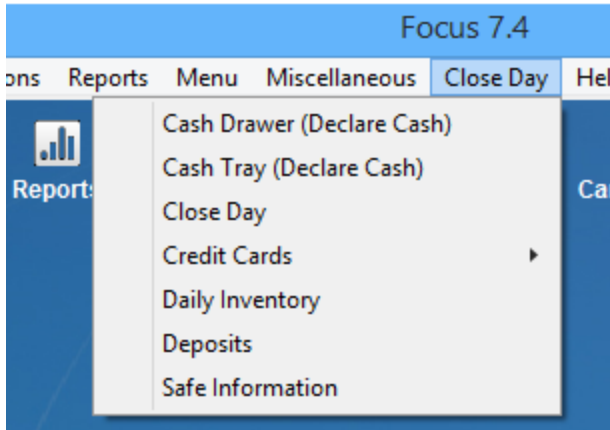 Focus 7.4
ons Reports Menu Miscellaneous Close Day Hel
Cash Drawer (Declare Cash)
Cash Tray (Declare Cash)
Reports
Ca
Close Day
Credit Cards
Daily Inventory
Deposits
Safe Information